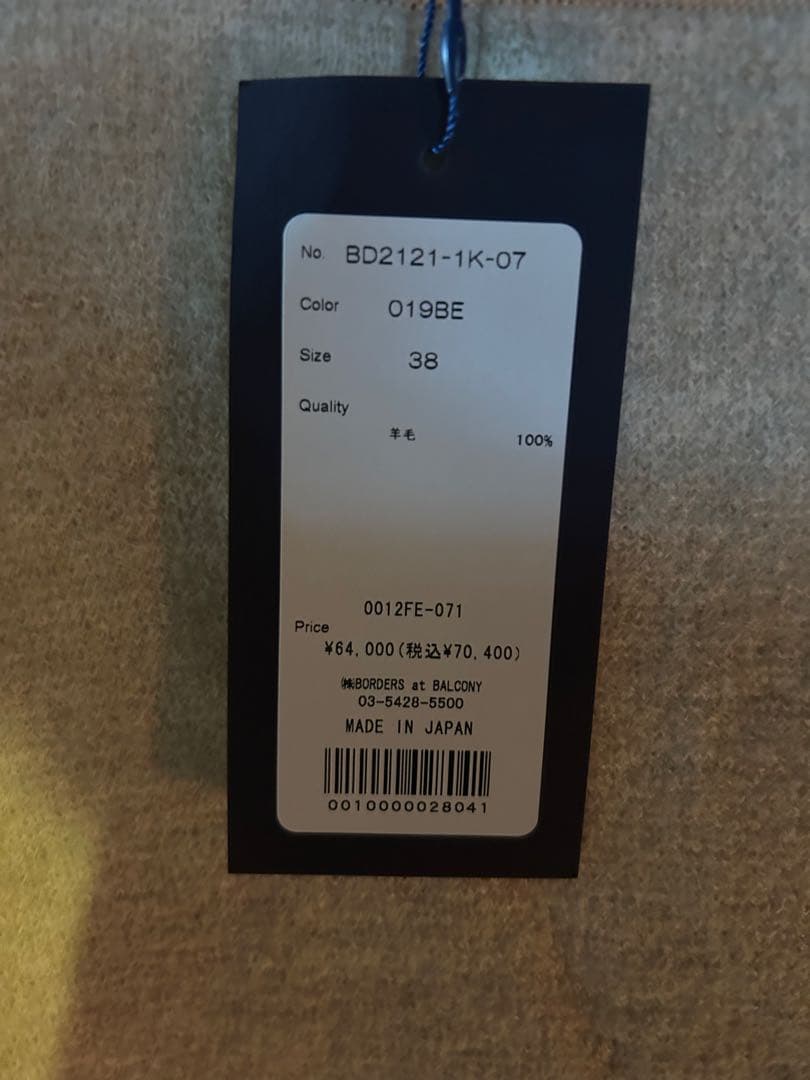 No. BD2121-1K-07
Color 019BE
Size 38
Quality
羊毛 100%
0012FE-071
Price
¥64,000(税込¥70,400)
㈱BORDERS at BALCONY
03-5428-5500
MADE IN JAPAN
0010000028041